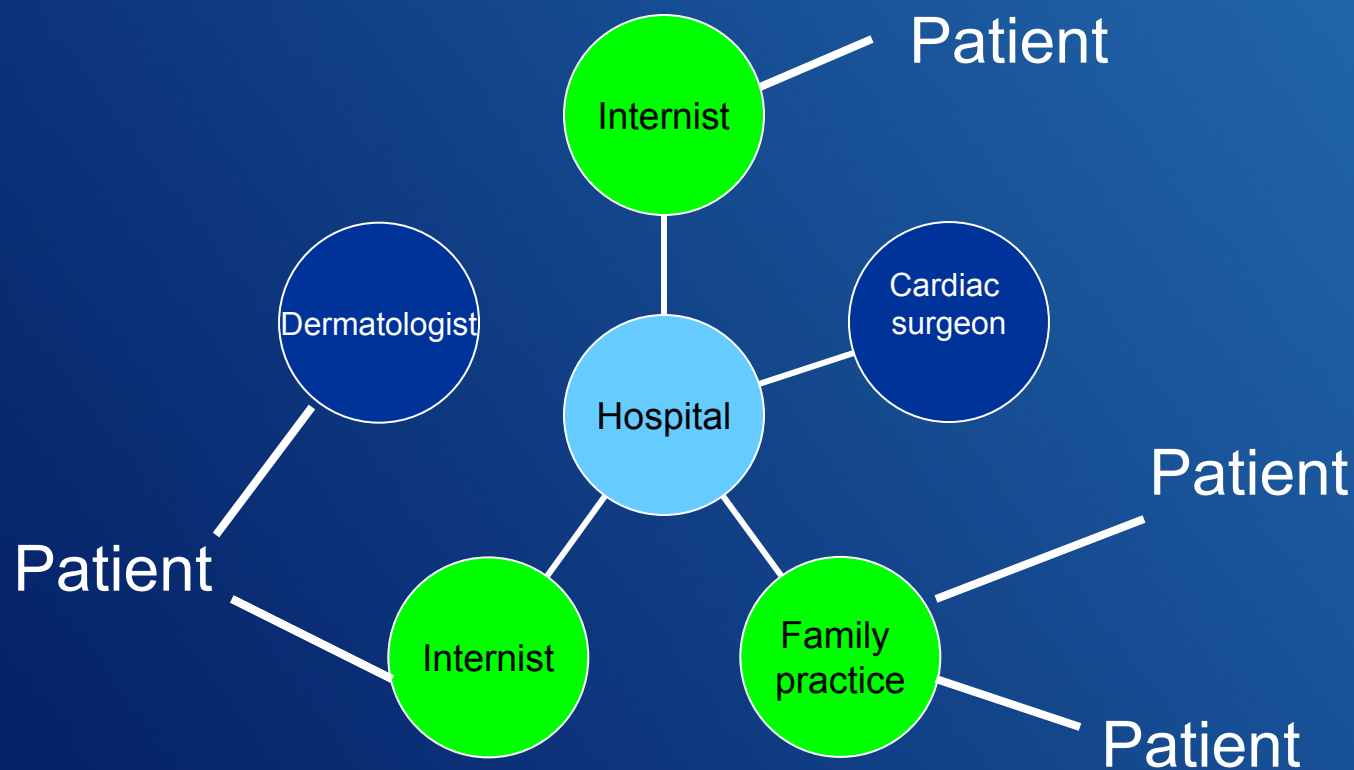 Patient
Internist
Dermatologist
Cardiac
surgeon
Hospital
Patient
Patient
Internist
Family
practice
Patient